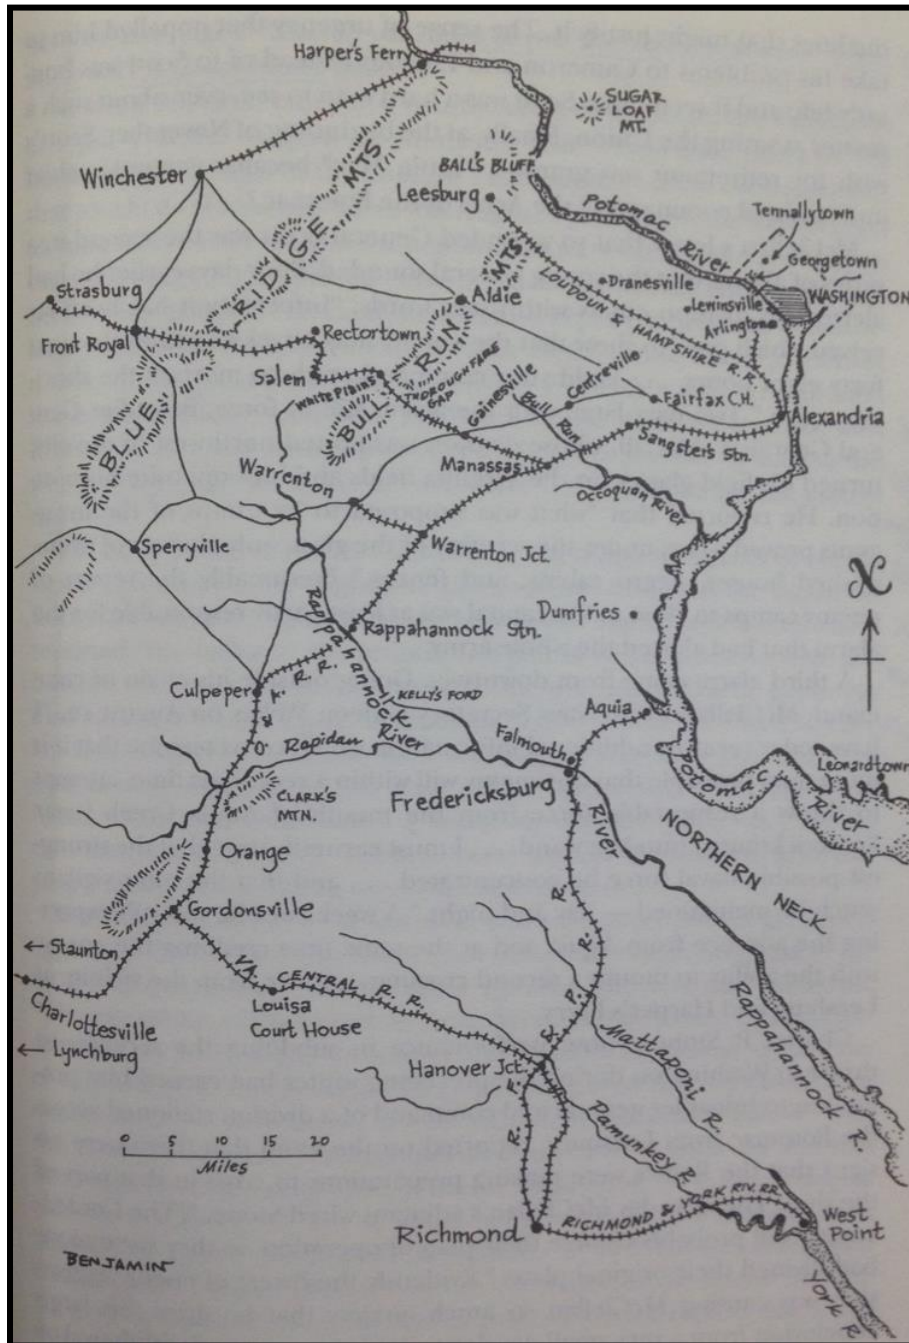 Harper's Ferry
SUGAR
LOAF
MT.
BALL'S BLUFF
Winchester
Leesburg
Potomac
River
Tennallytown
Georgetown
WASHINGTON
BLUE RIDGE MTS
Strasburg
Front Royal
Rectortown
Aldie
Dranesville
Lewinsville
Arlington
LOUDOUN & HAMPSHIRE R.R.
Salem
WHITE PLAINS
THOROUGHFARE
GAP
BULL RUN MTS
Gainesville
Bull Run
Centreville
Fairfax C.H.
Alexandria
Sangster's Stn.
Manassas
Warrenton
Occoquan River
Sperryville
Warrenton Jct.
Dumfries
Rappahannock Stn.
Rappahannock River
Culpeper
O. & A. R. R.
KELLY'S FORD
Aquia
Rapidan
Falmouth
Potomac
River
Leonardtown
CLARK'S
MTN.
Fredericksburg
River
Orange
NORTHERN
NECK
Gordonsville
← Staunton
VA. CENTRAL R. R.
Louisa
Court House
Charlottesville
← Lynchburg
R. F. & P. R. R.
Mattaponi R.
Rappahannock R.
Hanover Jct.
Pamunkey R.
0 5 10 15 20
Miles
Richmond
RICHMOND & YORK RIV. RR.
West
Point
York R.
BENJAMIN